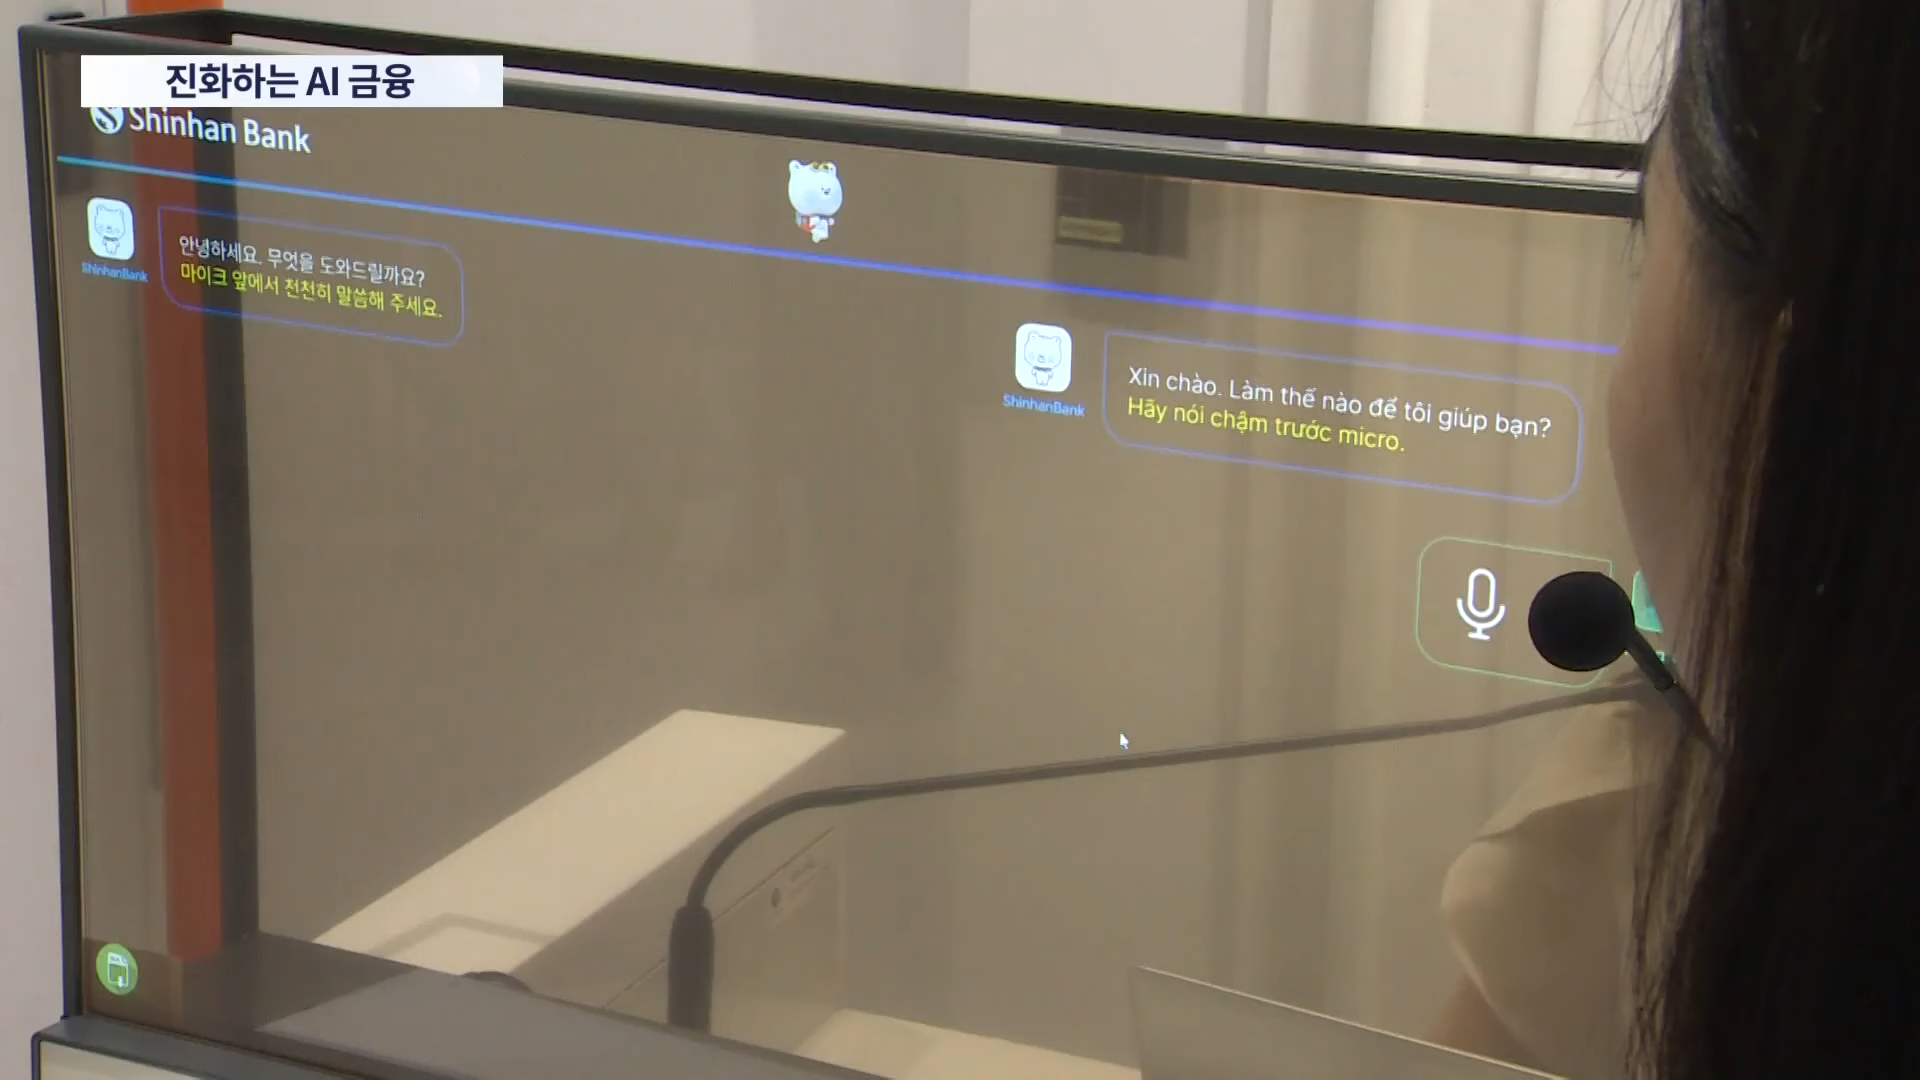 진화하는 AI 금융
Shinhan Bank
ShinhanBank
안녕하세요. 무엇을 도와드릴까요?
마이크 앞에서 천천히 말씀해 주세요.
ShinhanBank
Xin chào. Làm thế nào để tôi giúp bạn?
Hãy nói chậm trước micro.